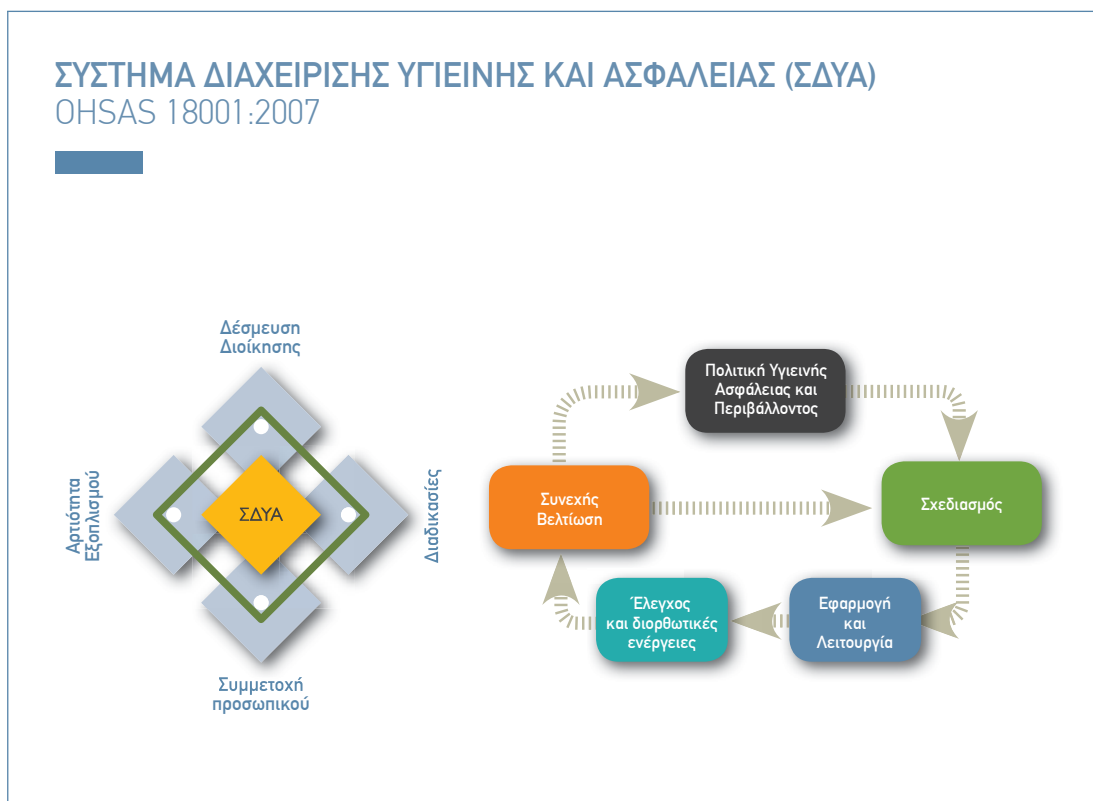 ΣΥΣΤΗΜΑ ΔΙΑΧΕΙΡΙΣΗΣ ΥΓΙΕΙΝΗΣ ΚΑΙ ΑΣΦΑΛΕΙΑΣ (ΣΔΥΑ)
OHSAS 18001:2007
Δέσμευση
Διοίκησης
Αρτιότητα
Εξοπλισμού
ΣΔΥΑ
Διαδικασίες
Συμμετοχή
προσωπικού
Πολιτική Υγιεινής
Ασφάλειας και
Περιβάλλοντος
Συνεχής
Βελτίωση
Σχεδιασμός
Έλεγχος
και διορθωτικές
ενέργειες
Εφαρμογή
και
Λειτουργία